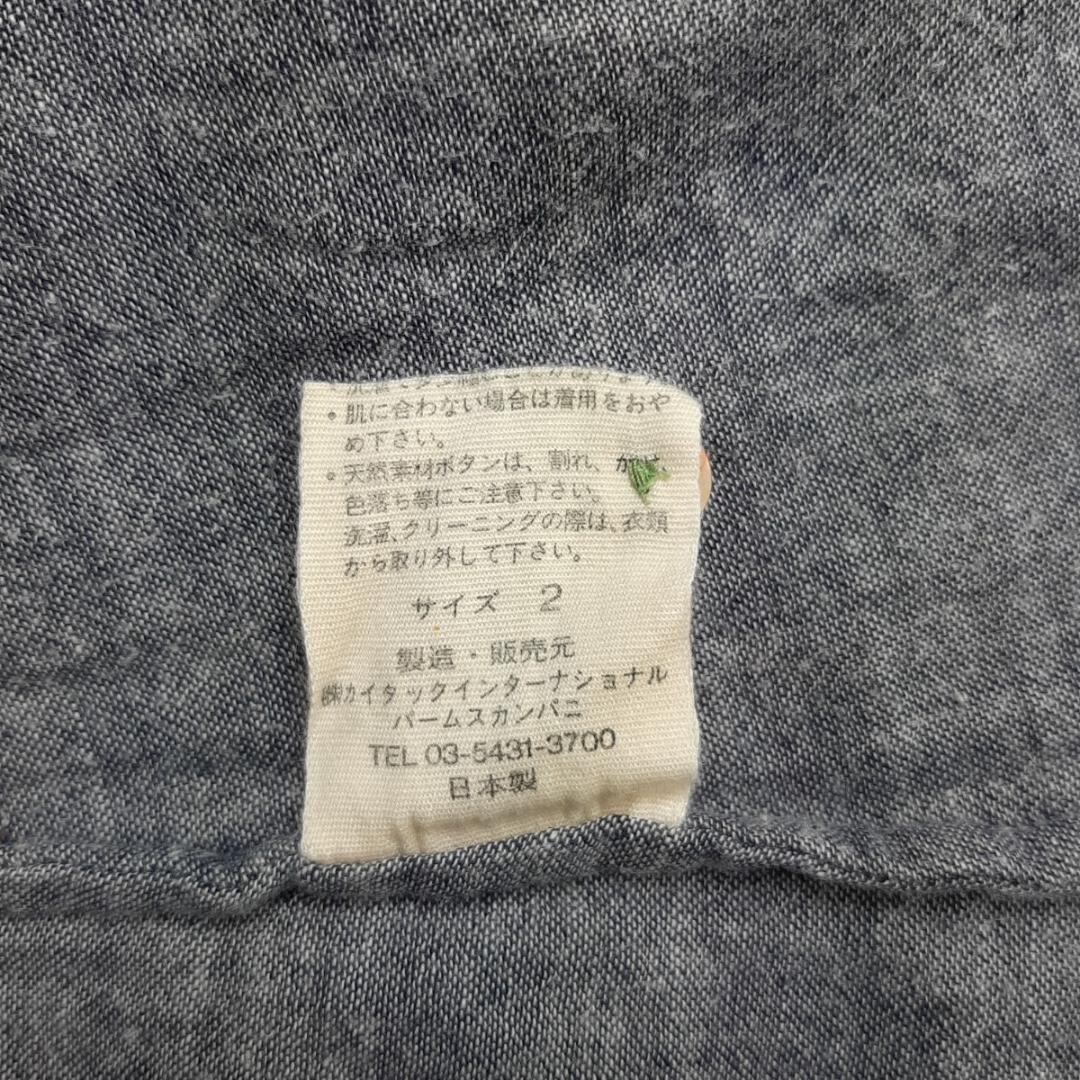 ・肌に合わない場合は着用をおや
め下さい。
・天然素材ボタンは、割れ、
色落ち等にご注意下さい。
洗濯、クリーニングの際は、衣類
から取り外して下さい。
サイズ 2
製造・販売元
㈱カイタックインターナショナル
パームスカンパニ
TEL 03-5431-3700
日本製